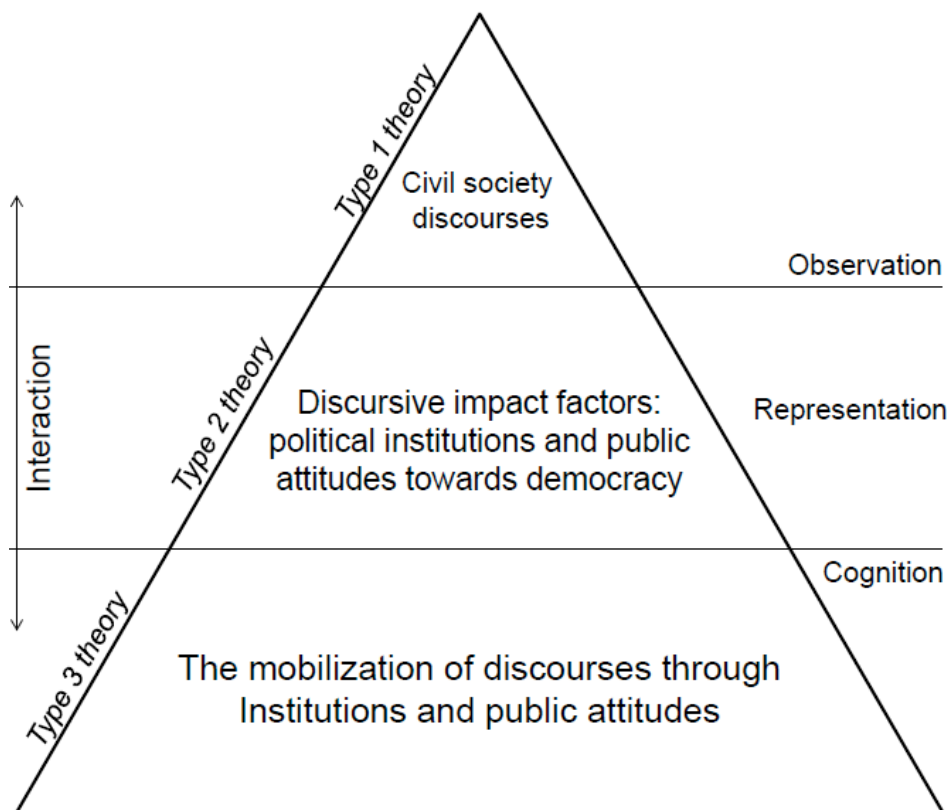 Type 1 theory
Civil society
discourses
Observation
Interaction
Type 2 theory
Discursive impact factors:
political institutions and public
attitudes towards democracy
Representation
Cognition
Type 3 theory
The mobilization of discourses through
Institutions and public attitudes